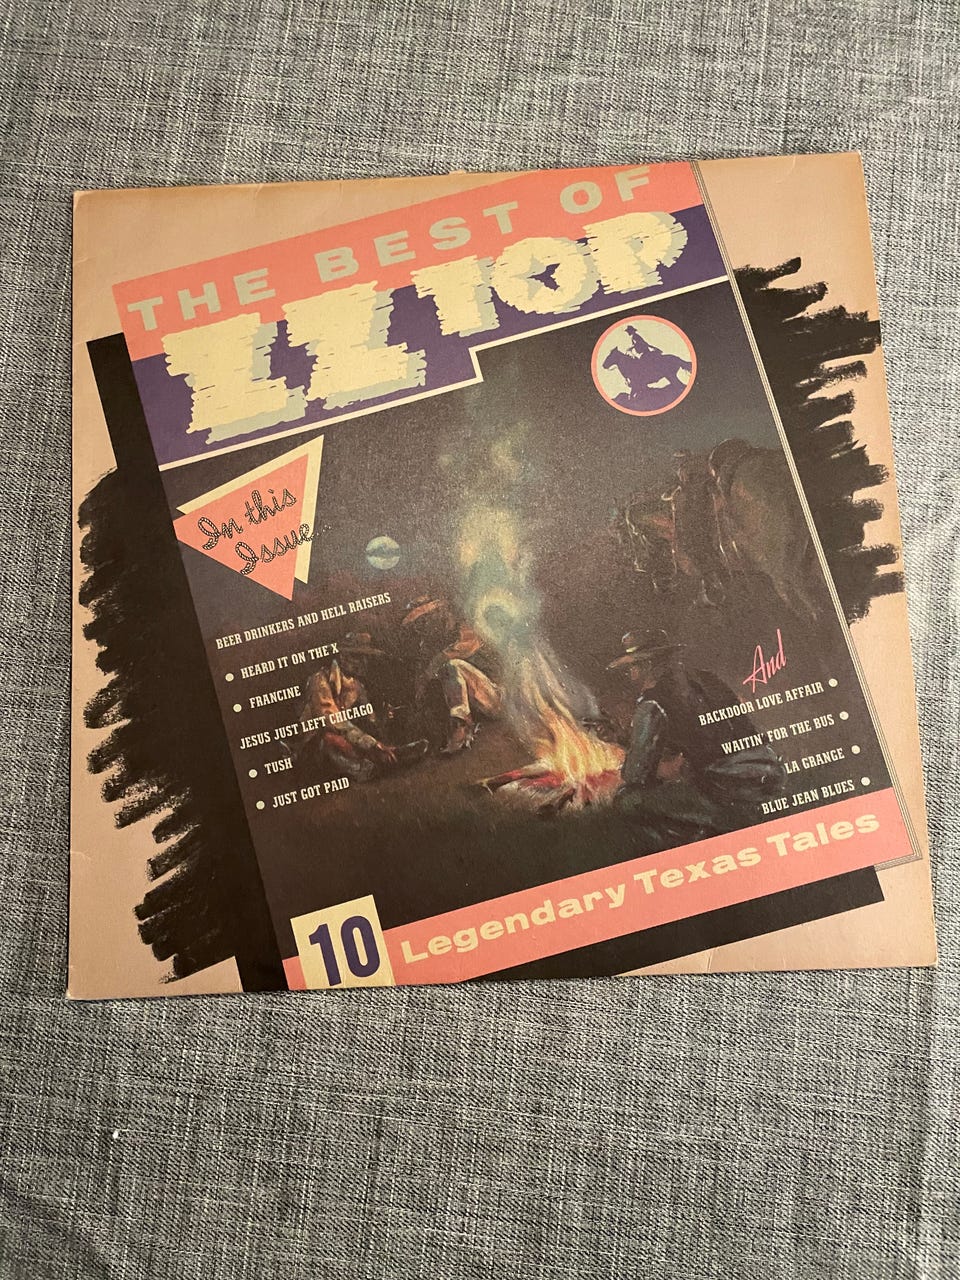 THE BEST OF
ZZ TOP
In this
Issue
BEER DRINKERS AND HELL RAISERS
• HEARD IT ON THE X
• FRANCINE
JESUS JUST LEFT CHICAGO
• TUSH
• JUST GOT PAID
And
BACKDOOR LOVE AFFAIR •
WAITIN' FOR THE BUS •
LA GRANGE •
BLUE JEAN BLUES •
10 Legendary Texas Tales